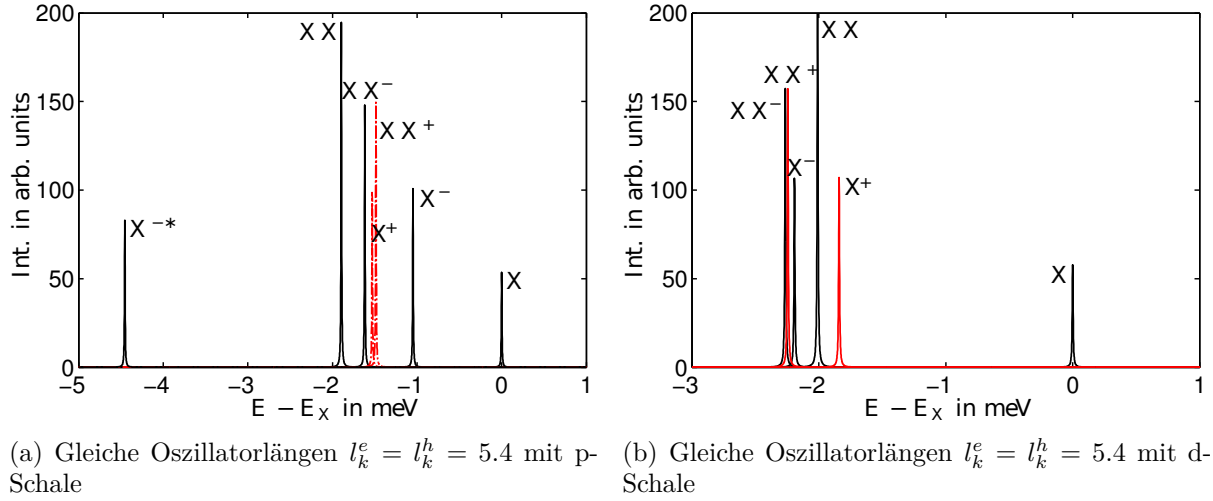 200
150
100
50
0
Int. in arb. units
X X
X X⁻
X X⁺
X⁻*
X⁺
X⁻
X
−5 −4 −3 −2 −1 0 1
E − E_X in meV
(a) Gleiche Oszillatorlängen l_k^e = l_k^h = 5.4 mit p-
Schale
200
150
100
50
0
Int. in arb. units
X X
X X⁺
X X⁻
X⁻
X⁺
X
−3 −2 −1 0 1
E − E_X in meV
(b) Gleiche Oszillatorlängen l_k^e = l_k^h = 5.4 mit d-
Schale